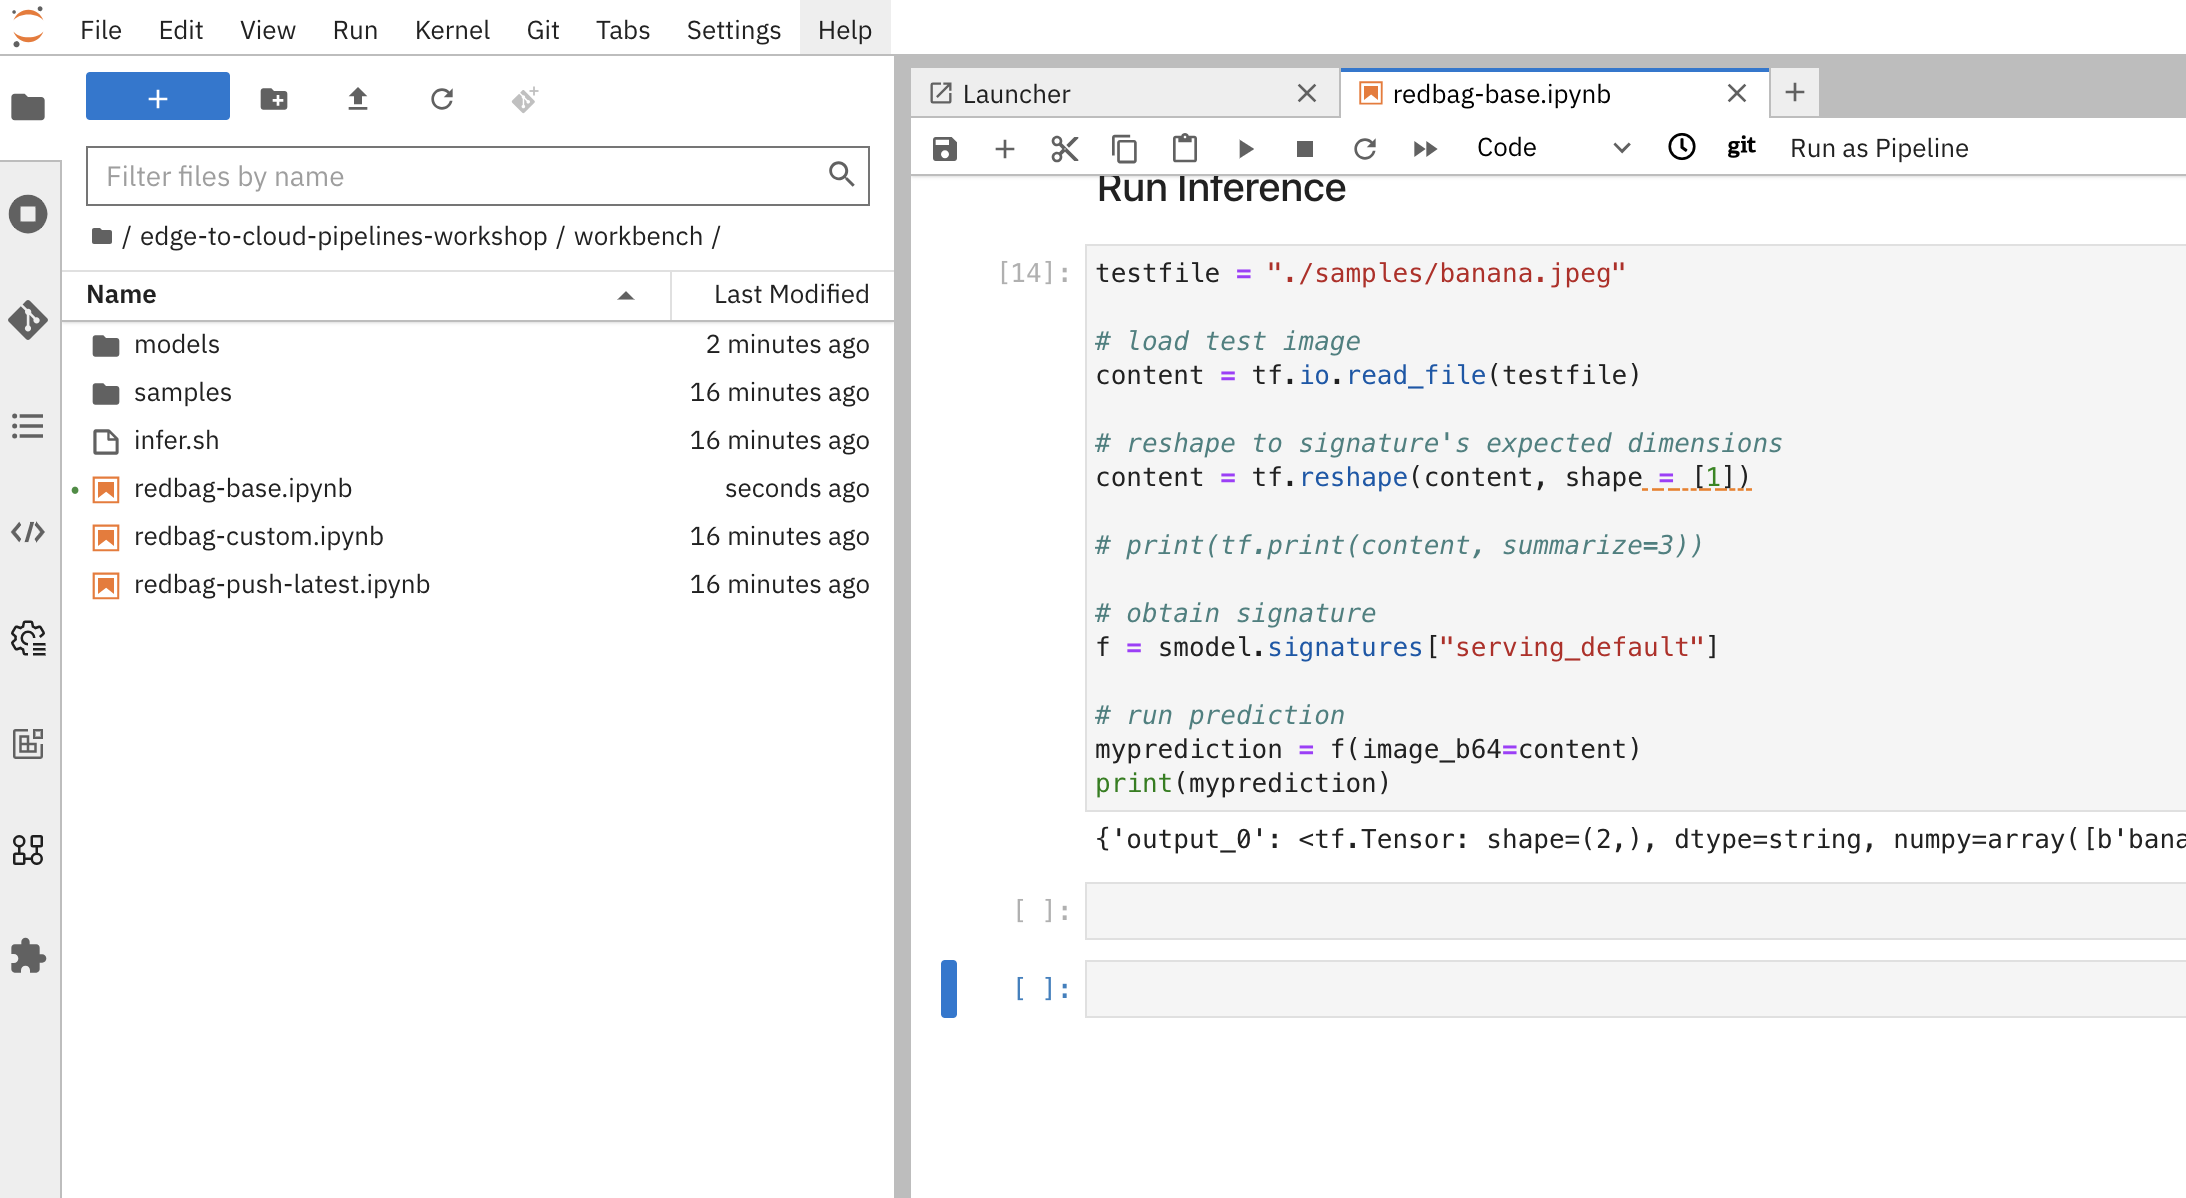 File Edit View Run Kernel Git Tabs Settings Help
+
Filter files by name
/ edge-to-cloud-pipelines-workshop / workbench /
Name Last Modified
models 2 minutes ago
samples 16 minutes ago
infer.sh 16 minutes ago
redbag-base.ipynb seconds ago
redbag-custom.ipynb 16 minutes ago
redbag-push-latest.ipynb 16 minutes ago
Launcher
redbag-base.ipynb
Code
git
Run as Pipeline
Run Inference
[14]: testfile = "./samples/banana.jpeg"
# load test image
content = tf.io.read_file(testfile)
# reshape to signature's expected dimensions
content = tf.reshape(content, shape = [1])
# print(tf.print(content, summarize=3))
# obtain signature
f = smodel.signatures["serving_default"]
# run prediction
myprediction = f(image_b64=content)
print(myprediction)
{'output_0': <tf.Tensor: shape=(2,), dtype=string, numpy=array([b'bana
[ ]:
[ ]: